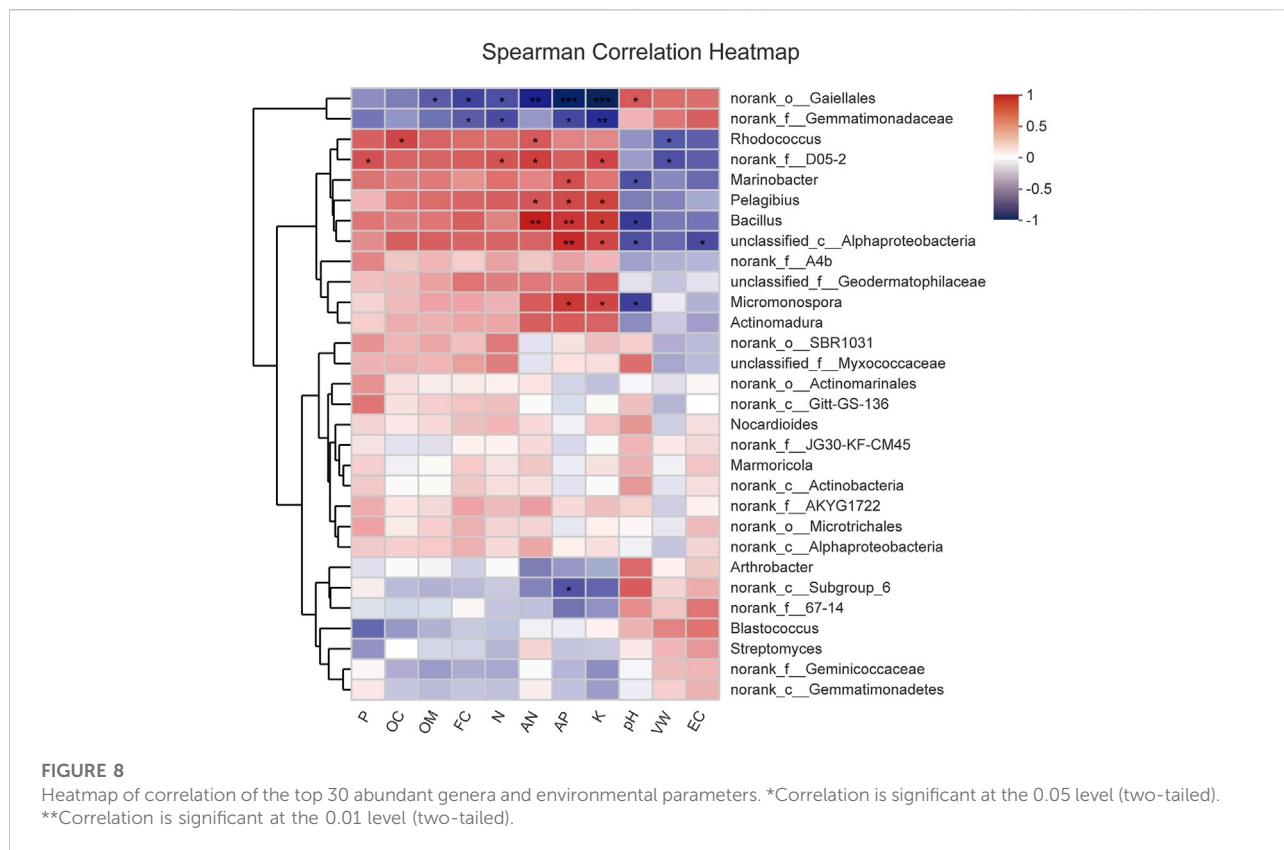 Spearman Correlation Heatmap
* * * ** *** *** * norank_o__Gaiellales
* * * ** norank_f__Gemmatimonadaceae
* * * Rhodococcus
* * * * * norank_f__D05-2
* * Marinobacter
* * * Pelagibius
** ** * * Bacillus
** * * * unclassified_c__Alphaproteobacteria
norank_f__A4b
unclassified_f__Geodermatophilaceae
* * * Micromonospora
Actinomadura
norank_o__SBR1031
unclassified_f__Myxococcaceae
norank_o__Actinomarinales
norank_c__Gitt-GS-136
Nocardioides
norank_f__JG30-KF-CM45
Marmoricola
norank_c__Actinobacteria
norank_f__AKYG1722
norank_o__Microtrichales
norank_c__Alphaproteobacteria
Arthrobacter
* norank_c__Subgroup_6
norank_f__67-14
Blastococcus
Streptomyces
norank_f__Geminicoccaceae
norank_c__Gemmatimonadetes
P OC OM FC N AN AP K pH VW EC
1
0.5
0
-0.5
-1
FIGURE 8
Heatmap of correlation of the top 30 abundant genera and environmental parameters. *Correlation is significant at the 0.05 level (two-tailed).
**Correlation is significant at the 0.01 level (two-tailed).